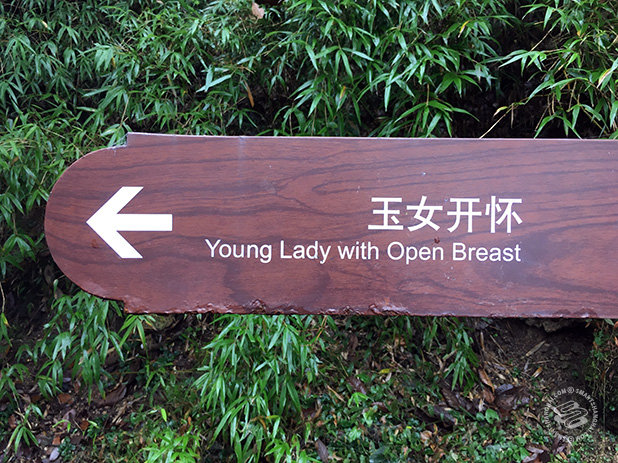 玉女开怀
Young Lady with Open Breast